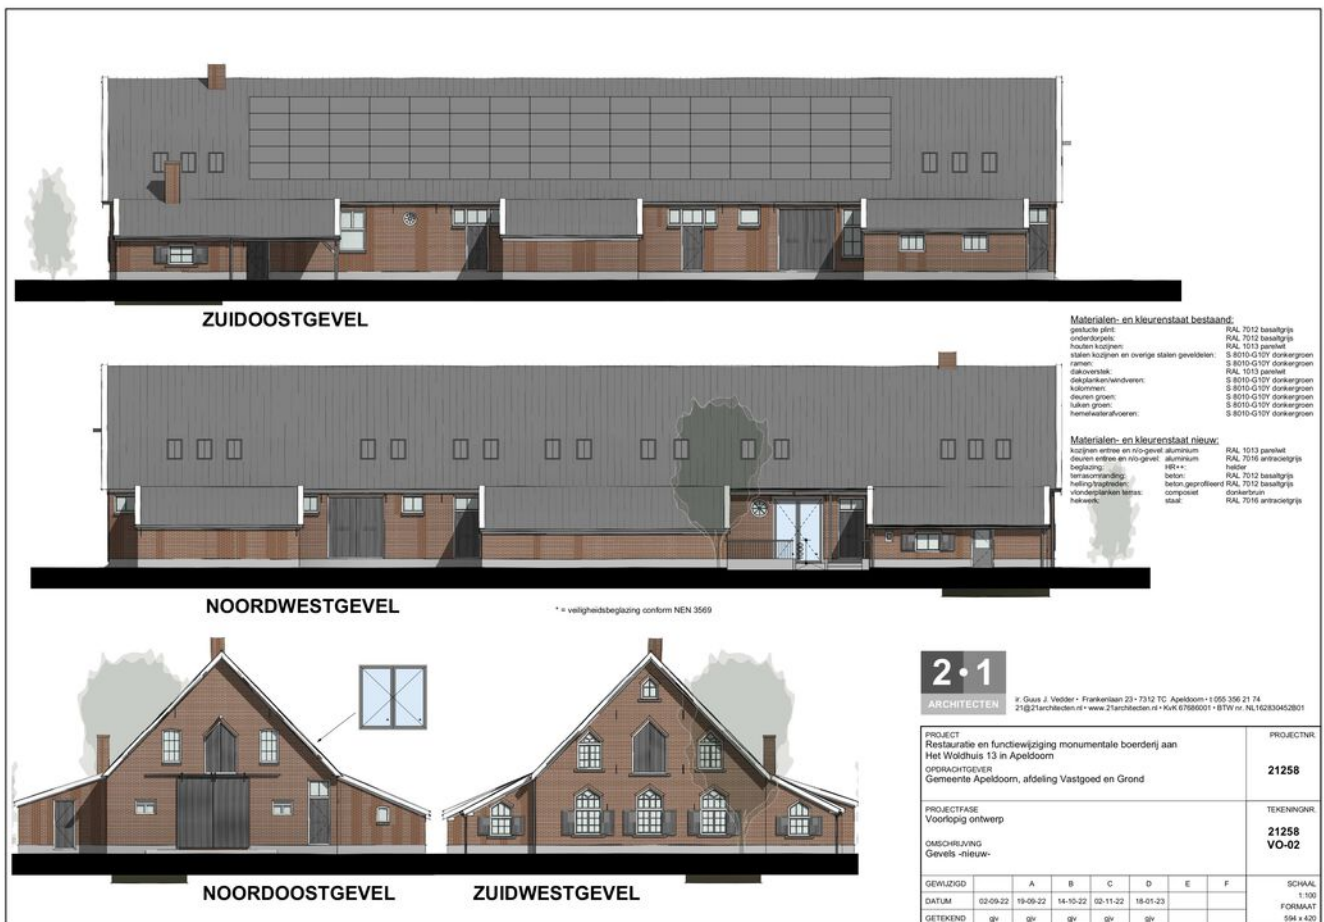 ZUIDOOSTGEVEL
Materialen- en kleurenstaat bestaand:
gestucte plint: RAL 7012 basaltgrijs
onderdorpels: RAL 7012 basaltgrijs
houten kozijnen: RAL 1013 parelwit
stalen kozijnen en overige stalen geveldelen: S 8010-G10Y donkergroen
ramen: S 8010-G10Y donkergroen
dakoverstek: RAL 1013 parelwit
dekplanken/windveren: S 8010-G10Y donkergroen
kolommen: S 8010-G10Y donkergroen
deuren groen: S 8010-G10Y donkergroen
luiken groen: S 8010-G10Y donkergroen
hemelwaterafvoeren: S 8010-G10Y donkergroen
Materialen- en kleurenstaat nieuw:
kozijnen entree en n/o-gevel: aluminium RAL 1013 parelwit
deuren entree en n/o-gevel: aluminium RAL 7016 antracietgrijs
beglazing: HR++: helder
terrasomranding: beton: RAL 7012 basaltgrijs
helling/traptreden: beton,geprofileerd RAL 7012 basaltgrijs
vlonderplanken terras: composiet donkerbruin
hekwerk: staal: RAL 7016 antracietgrijs
NOORDWESTGEVEL
* = veiligheidsbeglazing conform NEN 3569
NOORDOOSTGEVEL
ZUIDWESTGEVEL
2·1
ARCHITECTEN
ir. Guus J. Vedder • Frankenlaan 23 • 7312 TC Apeldoorn • t 055 356 21 74
21@21architecten.nl • www.21architecten.nl • KvK 67686001 • BTW nr. NL162830452B01
PROJECT
Restauratie en functiewijziging monumentale boerderij aan
Het Woldhuis 13 in Apeldoorn
OPDRACHTGEVER
Gemeente Apeldoorn, afdeling Vastgoed en Grond
PROJECTNR.
21258
PROJECTFASE
Voorlopig ontwerp
OMSCHRIJVING
Gevels -nieuw-
TEKENINGNR.
21258
VO-02
GEWIJZIGD A B C D E F
DATUM 02-09-22 19-09-22 14-10-22 02-11-22 18-01-23
GETEKEND gjv gjv gjv gjv gjv
SCHAAL
1:100
FORMAAT
594 x 420